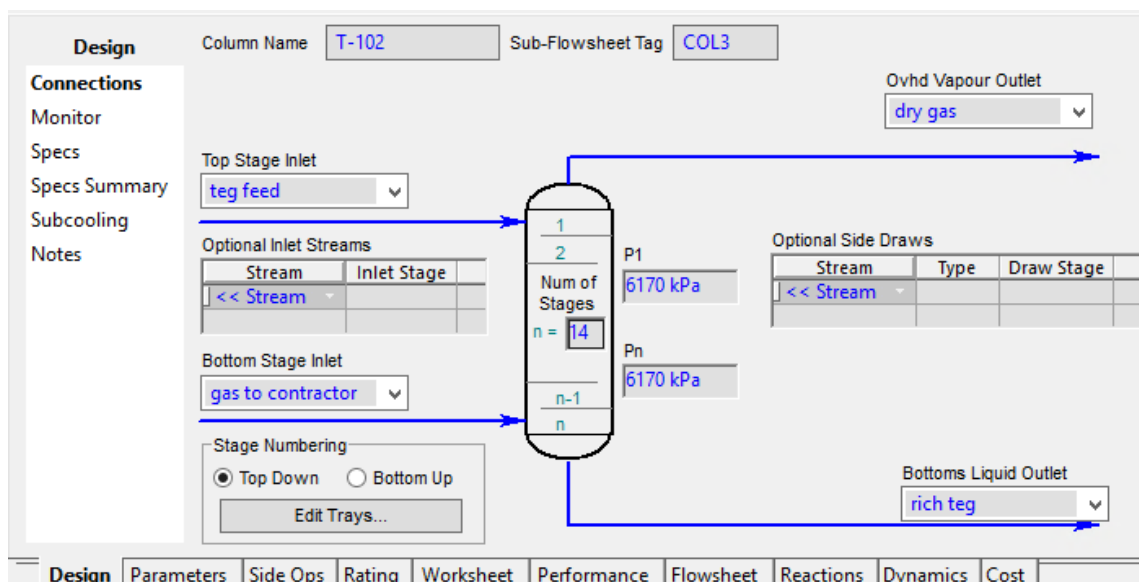 Design
Column Name T-102 Sub-Flowsheet Tag COL3
Connections
Monitor
Specs
Specs Summary
Subcooling
Notes
Ovhd Vapour Outlet
dry gas
Top Stage Inlet
teg feed
Optional Inlet Streams
Stream Inlet Stage
<< Stream
Bottom Stage Inlet
gas to contractor
Stage Numbering
Top Down Bottom Up
Edit Trays...
1
2
Num of
Stages
n = 14
n-1
n
P1
6170 kPa
Pn
6170 kPa
Optional Side Draws
Stream Type Draw Stage
<< Stream
Bottoms Liquid Outlet
rich teg
Design Parameters Side Ops Rating Worksheet Performance Flowsheet Reactions Dynamics Cost